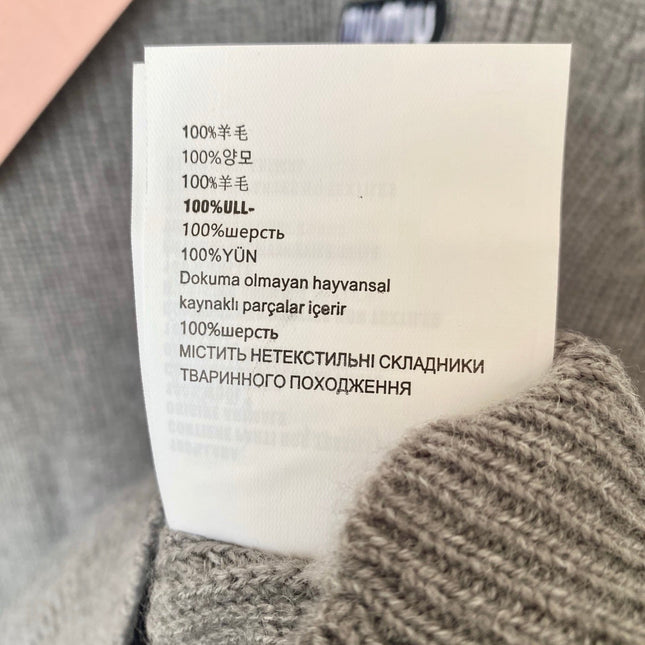 100%羊毛
100%양모
100%羊毛
100%ULL-
100%шерсть
100%YÜN
Dokuma olmayan hayvansal
kaynaklı parçalar içerir
100%шерсть
МІСТИТЬ НЕТЕКСТИЛЬНІ СКЛАДНИКИ
ТВАРИННОГО ПОХОДЖЕННЯ